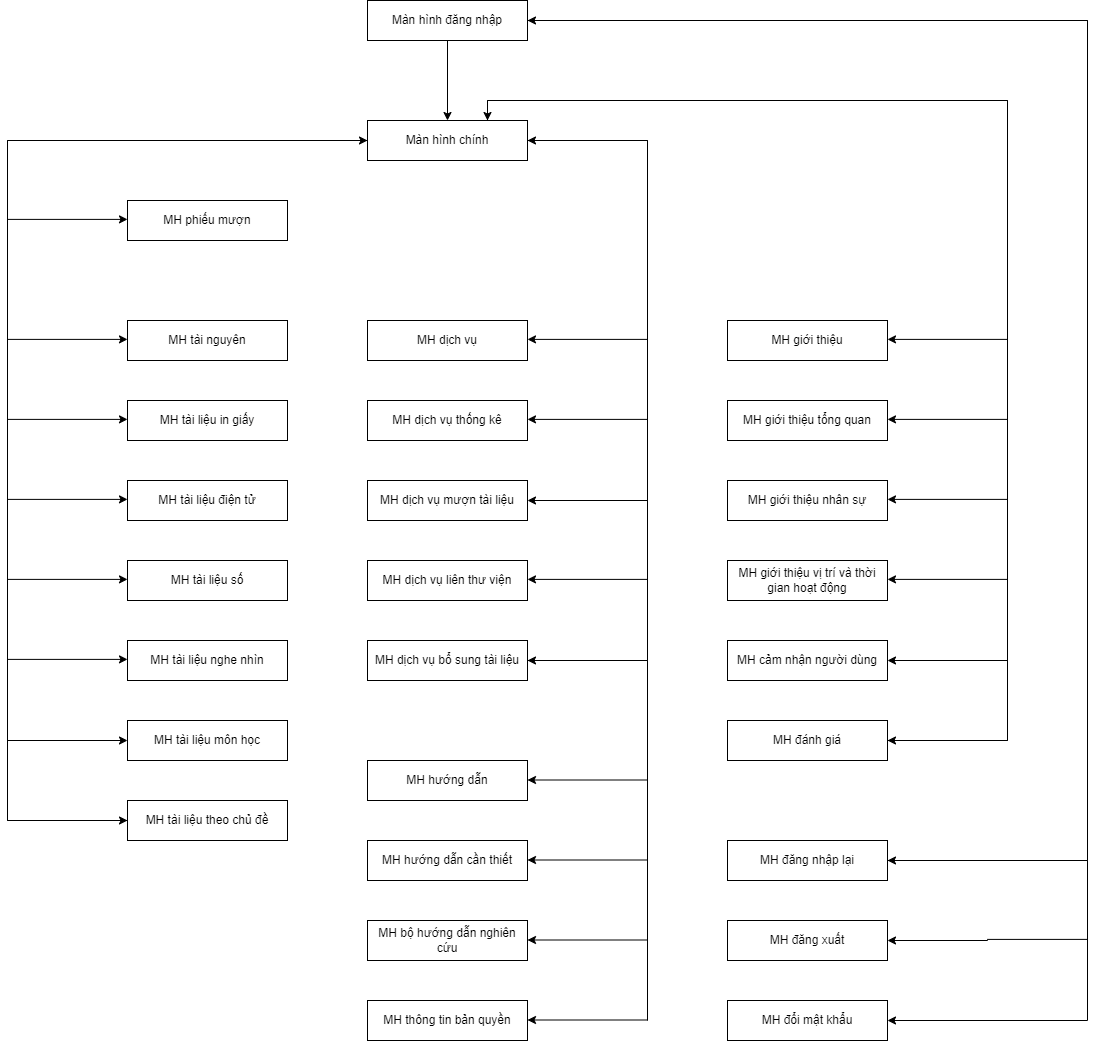 Màn hình đăng nhập
Màn hình chính
MH phiếu mượn
MH tài nguyên
MH dịch vụ
MH giới thiệu
MH tài liệu in giấy
MH dịch vụ thống kê
MH giới thiệu tổng quan
MH tài liệu điện tử
MH dịch vụ mượn tài liệu
MH giới thiệu nhân sự
MH tài liệu số
MH dịch vụ liên thư viện
MH giới thiệu vị trí và thời
gian hoạt động
MH tài liệu nghe nhìn
MH dịch vụ bổ sung tài liệu
MH cảm nhận người dùng
MH tài liệu môn học
MH đánh giá
MH hướng dẫn
MH tài liệu theo chủ đề
MH hướng dẫn cần thiết
MH đăng nhập lại
MH bộ hướng dẫn nghiên
cứu
MH đăng xuất
MH thông tin bản quyền
MH đổi mật khẩu